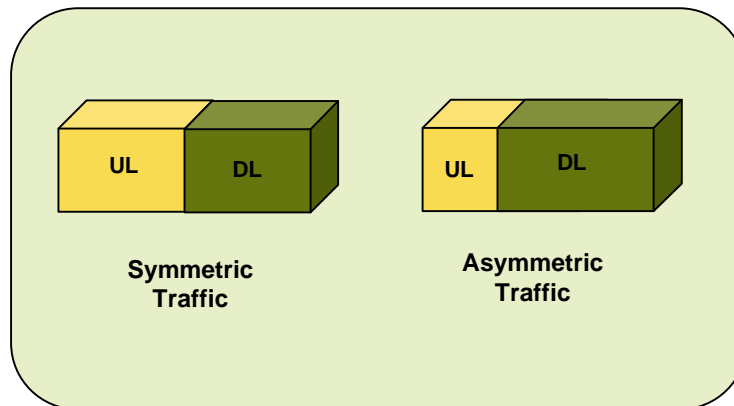 UL
DL
Symmetric
Traffic
UL
DL
Asymmetric
Traffic